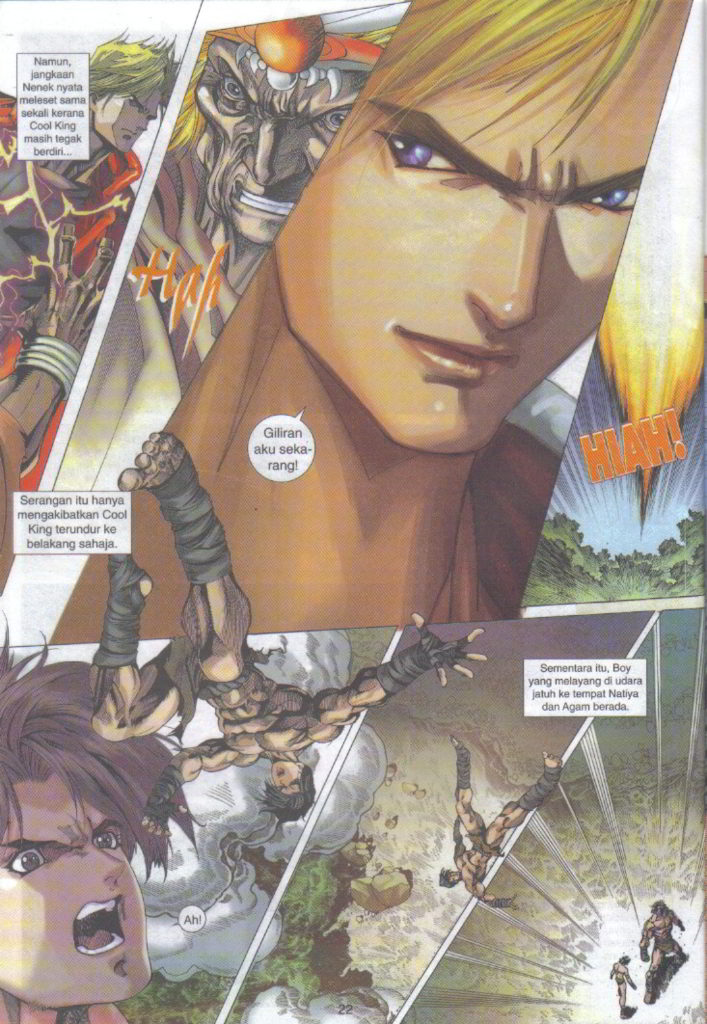 Namun,
jangkaan
Nenek nyata
meleset sama
sekali kerana
Cool King
masih tegak
berdiri...
Hah
Giliran
aku seka-
rang!
HIAH!
Serangan itu hanya
mengakibatkan Cool
King terundur ke
belakang sahaja.
Sementara itu, Boy
yang melayang di udara
jatuh ke tempat Natiya
dan Agam berada.
Ah!
22